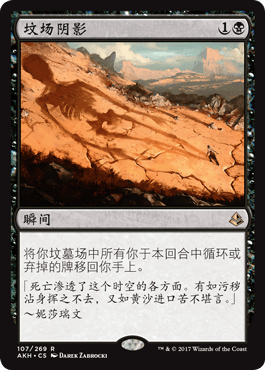 坟场阴影
1
瞬间
将你坟墓场中所有你于本回合中循环或
弃掉的牌移回你手上。
「死亡渗透了这个时空的各方面。有如污秽
沾身挥之不去，又如黄沙进口苦不堪言。」
～妮莎瑞文
107/269 R
AKH • CS DAREK ZABROCKI
™ & © 2017 Wizards of the Coast